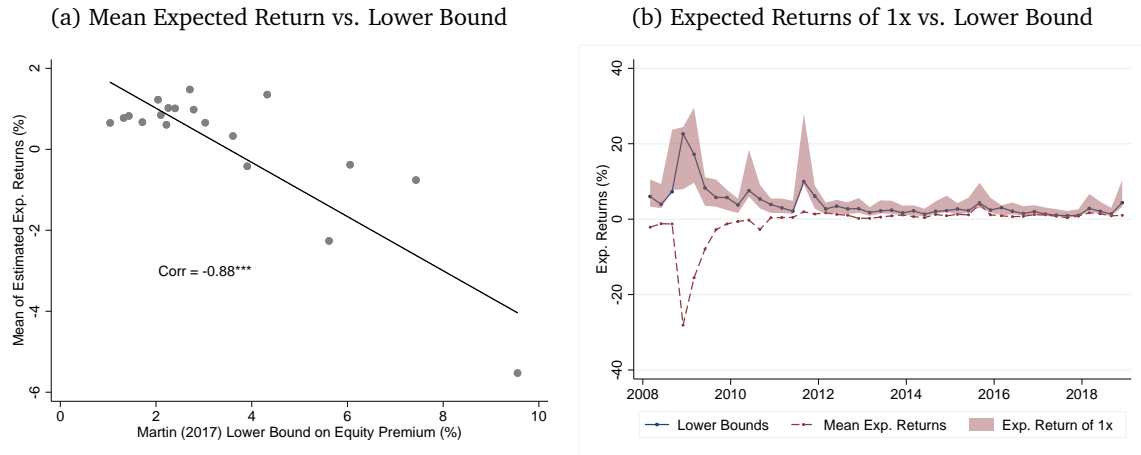 (a) Mean Expected Return vs. Lower Bound
Mean of Estimated Exp. Returns (%)
2
0
-2
-4
-6
Corr = -0.88***
0 2 4 6 8 10
Martin (2017) Lower Bound on Equity Premium (%)
(b) Expected Returns of 1x vs. Lower Bound
Exp. Returns (%)
40
20
0
-20
-40
2008 2010 2012 2014 2016 2018
Lower Bounds Mean Exp. Returns Exp. Return of 1x